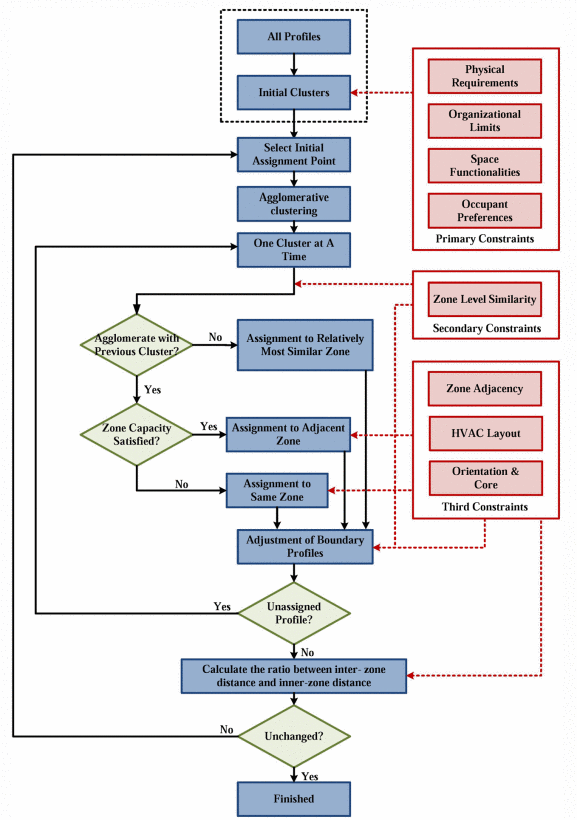 All Profiles
Initial Clusters
Physical
Requirements
Organizational
Limits
Space
Functionalities
Occupant
Preferences
Primary Constraints
Select Initial
Assignment Point
Agglomerative
clustering
One Cluster at A
Time
Zone Level Similarity
Secondary Constraints
Agglomerate with
Previous Cluster?
No
Assignment to Relatively
Most Similar Zone
Yes
Zone Adjacency
HVAC Layout
Orientation &
Core
Third Constraints
Zone Capacity
Satisfied?
Yes
Assignment to Adjacent
Zone
No
Assignment to
Same Zone
Adjustment of Boundary
Profiles
Yes
Unassigned
Profile?
No
Calculate the ratio between inter- zone
distance and inner-zone distance
No
Unchanged?
Yes
Finished